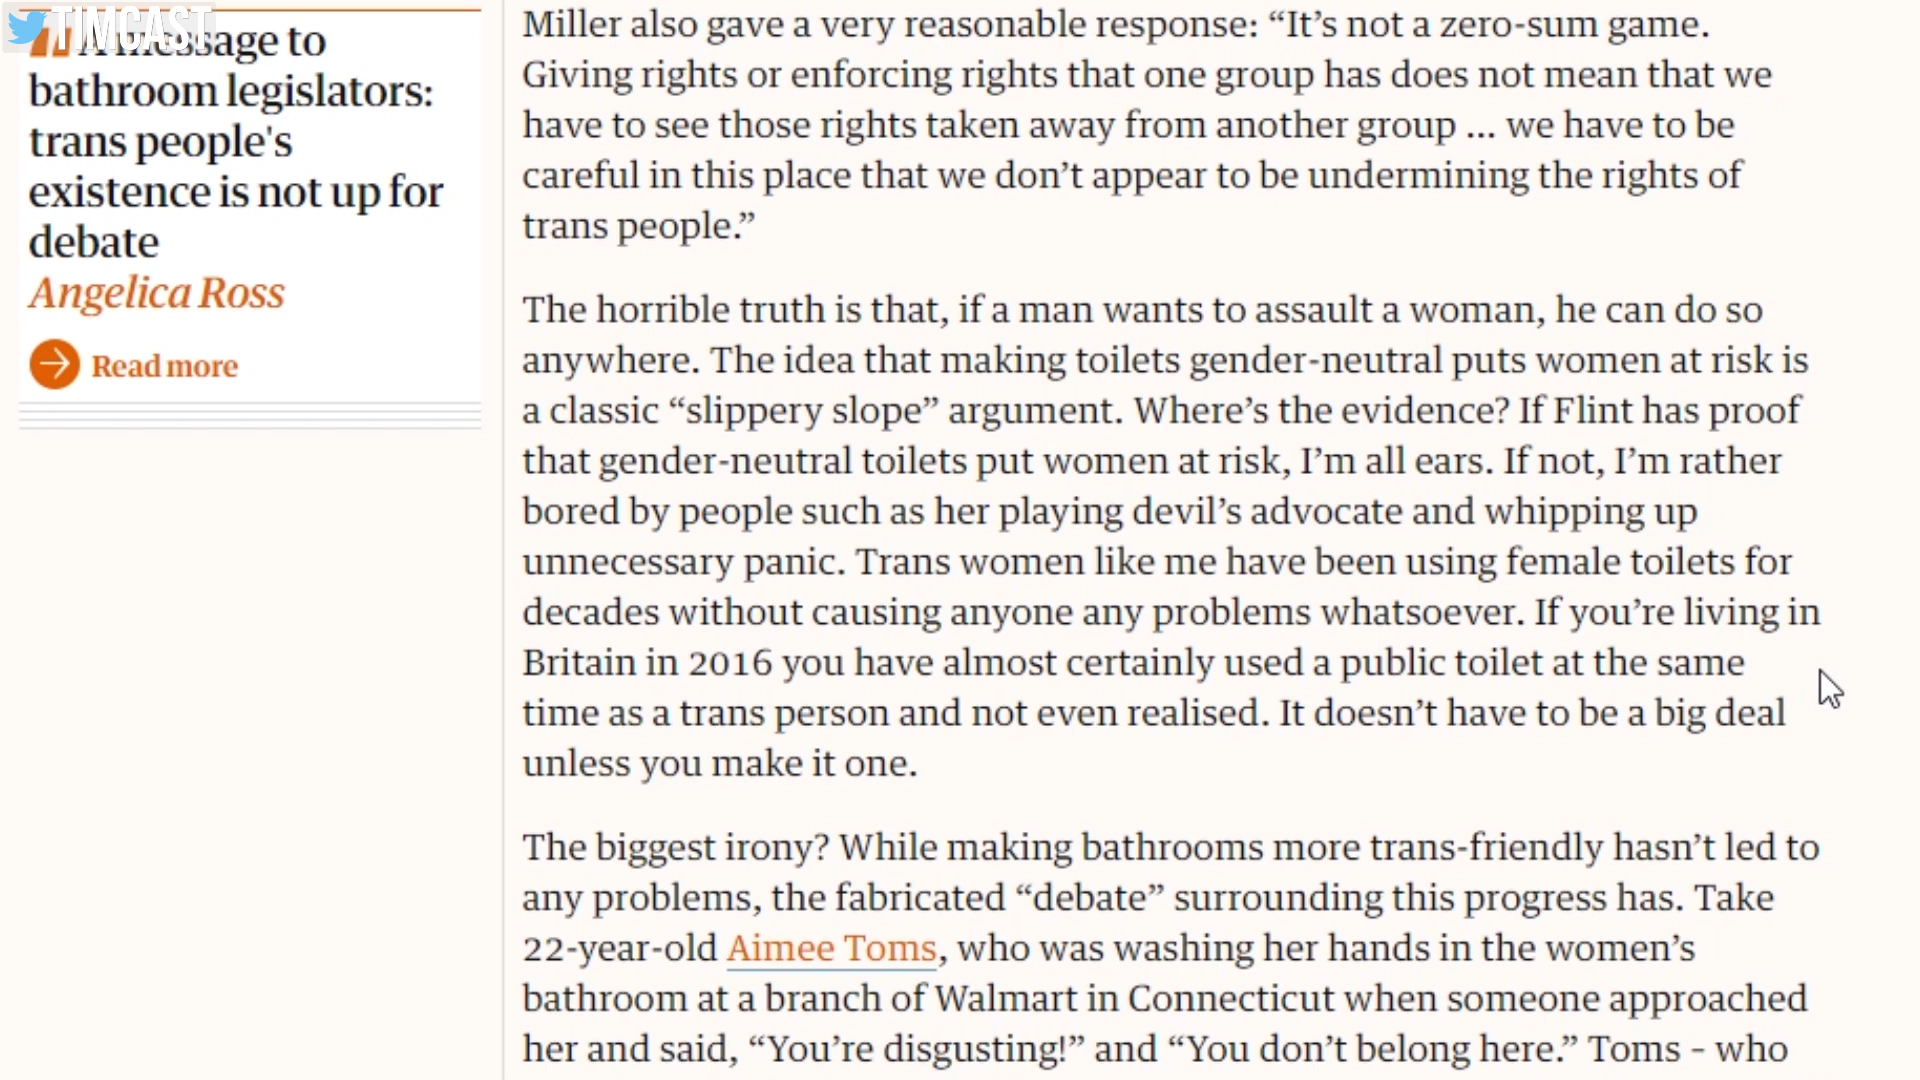 TIMCAST
A message to
bathroom legislators:
trans people's
existence is not up for
debate
Angelica Ross
Read more
Miller also gave a very reasonable response: “It’s not a zero-sum game.
Giving rights or enforcing rights that one group has does not mean that we
have to see those rights taken away from another group ... we have to be
careful in this place that we don’t appear to be undermining the rights of
trans people.”
The horrible truth is that, if a man wants to assault a woman, he can do so
anywhere. The idea that making toilets gender-neutral puts women at risk is
a classic “slippery slope” argument. Where’s the evidence? If Flint has proof
that gender-neutral toilets put women at risk, I’m all ears. If not, I’m rather
bored by people such as her playing devil’s advocate and whipping up
unnecessary panic. Trans women like me have been using female toilets for
decades without causing anyone any problems whatsoever. If you’re living in
Britain in 2016 you have almost certainly used a public toilet at the same
time as a trans person and not even realised. It doesn’t have to be a big deal
unless you make it one.
The biggest irony? While making bathrooms more trans-friendly hasn’t led to
any problems, the fabricated “debate” surrounding this progress has. Take
22-year-old Aimee Toms, who was washing her hands in the women’s
bathroom at a branch of Walmart in Connecticut when someone approached
her and said, “You’re disgusting!” and “You don’t belong here.” Toms – who